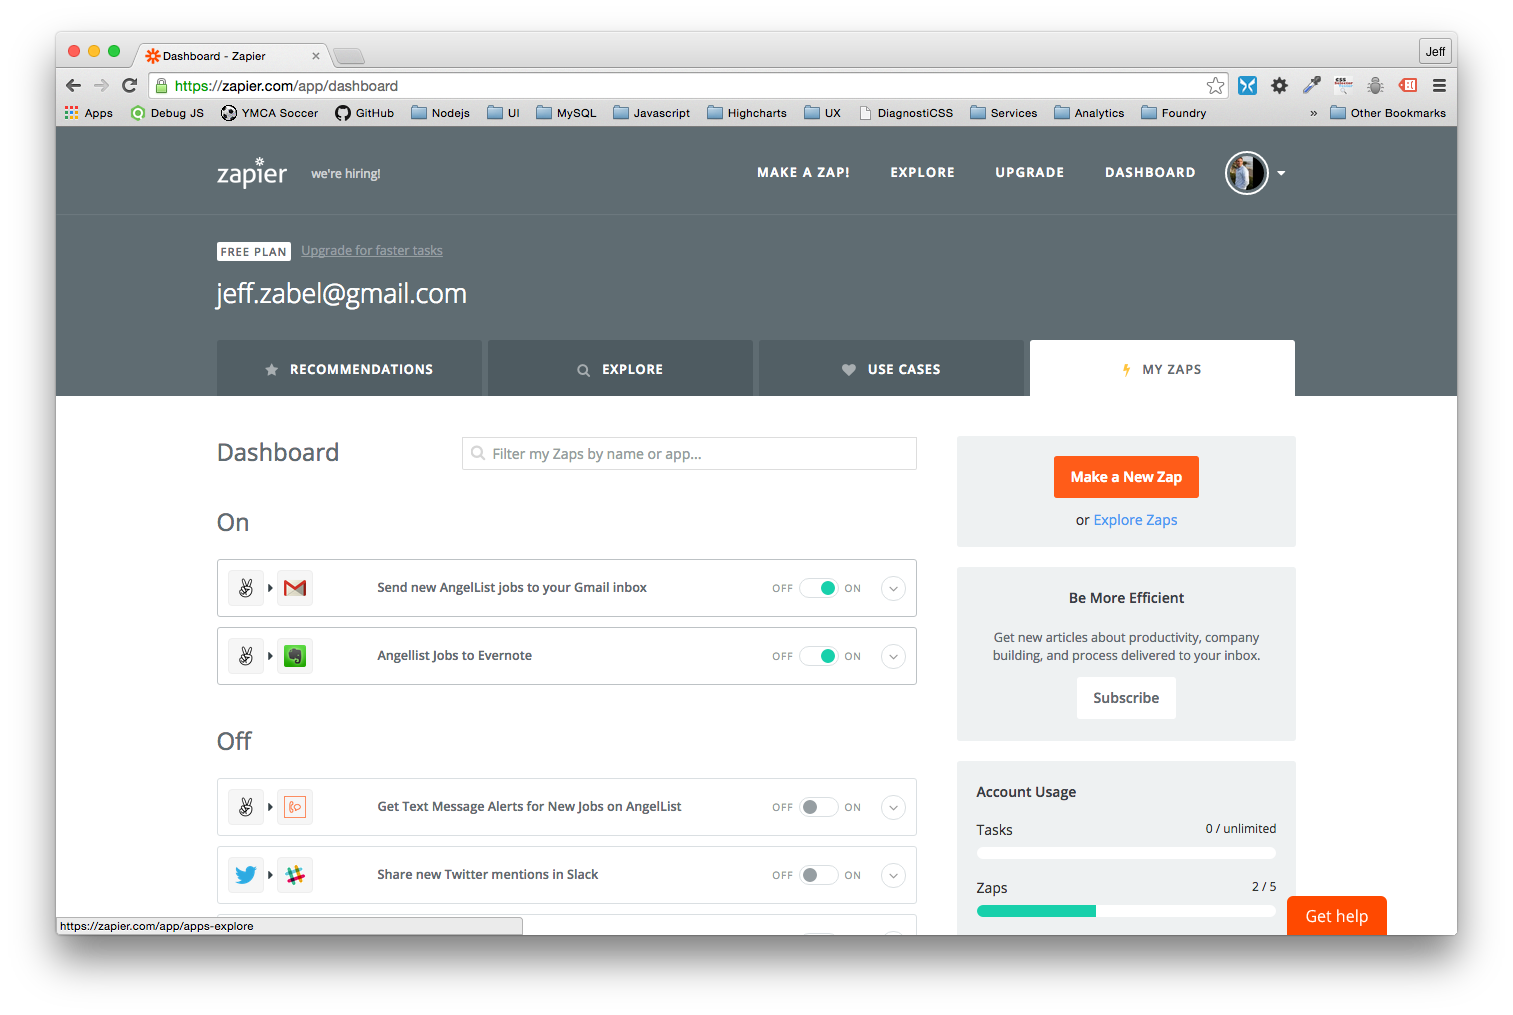 Dashboard - Zapier
Jeff
https://zapier.com/app/dashboard
Apps
Debug JS
YMCA Soccer
GitHub
Nodejs
UI
MySQL
Javascript
Highcharts
UX
DiagnostiCSS
Services
Analytics
Foundry
»
Other Bookmarks
zapier
we're hiring!
MAKE A ZAP!
EXPLORE
UPGRADE
DASHBOARD
FREE PLAN
Upgrade for faster tasks
jeff.zabel@gmail.com
RECOMMENDATIONS
EXPLORE
USE CASES
MY ZAPS
Dashboard
Filter my Zaps by name or app...
Make a New Zap
or Explore Zaps
On
Send new AngelList jobs to your Gmail inbox
OFF
ON
Angellist Jobs to Evernote
OFF
ON
Be More Efficient
Get new articles about productivity, company
building, and process delivered to your inbox.
Subscribe
Off
Get Text Message Alerts for New Jobs on AngelList
OFF
ON
Share new Twitter mentions in Slack
OFF
ON
Account Usage
Tasks
0 / unlimited
Zaps
2 / 5
Get help
https://zapier.com/app/apps-explore